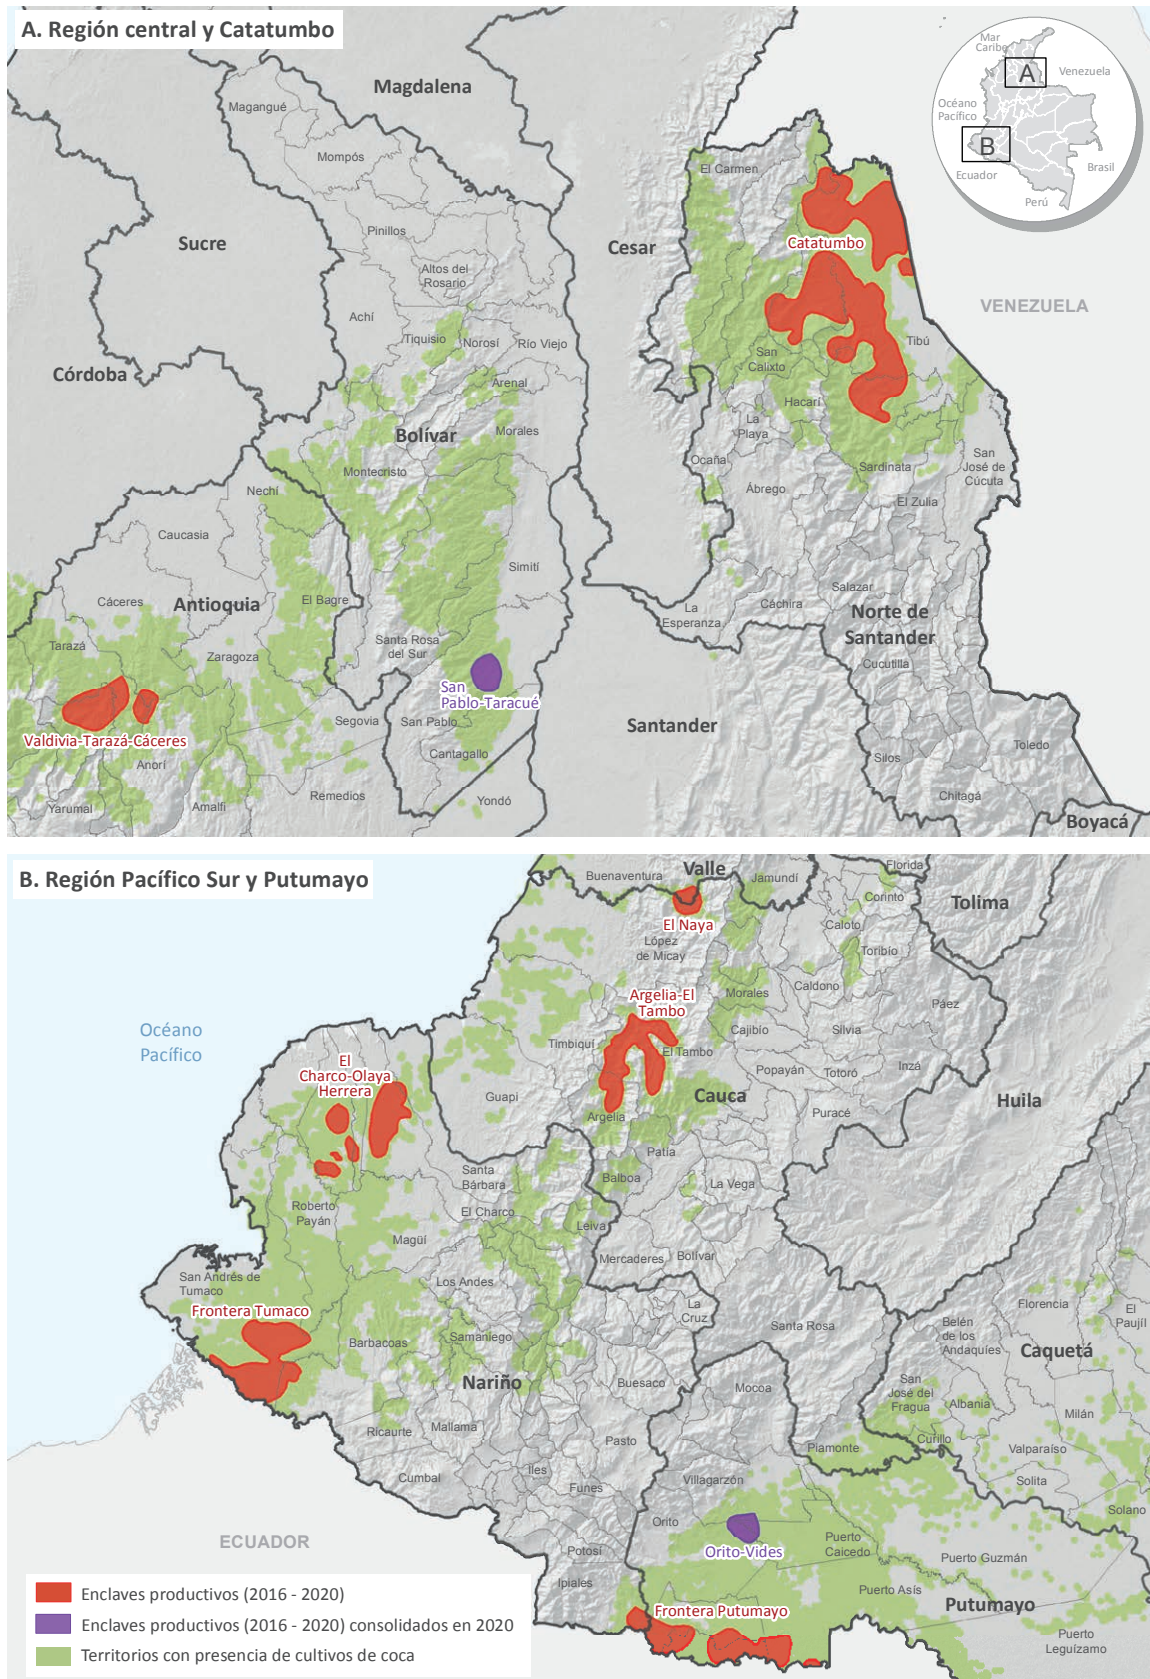 A. Región central y Catatumbo
Mar
Caribe
A
Venezuela
Océano
Pacífico
B
Ecuador
Brasil
Perú
Magdalena
Magangué
Mompós
El Carmen
Pinillos
Sucre
Cesar
Catatumbo
Altos del
Rosario
VENEZUELA
Achí
Tiquisio
Norosí
Río Viejo
Tibú
San
Calixto
Córdoba
Arenal
Hacarí
Bolívar
Morales
La
Playa
Ocaña
Sardinata
San
José de
Cúcuta
Montecristo
Nechí
Ábrego
El Zulia
Caucasia
Simití
Salazar
Cáceres
Antioquia
El Bagre
La
Esperanza
Cáchira
Norte de
Santander
Tarazá
Zaragoza
Santa Rosa
del Sur
Cucutilla
San
Pablo-Taracué
Segovia
San Pablo
Santander
Valdivia-Tarazá-Cáceres
Cantagallo
Toledo
Anorí
Silos
Yarumal
Amalfi
Remedios
Yondó
Chitagá
Boyacá
B. Región Pacífico Sur y Putumayo
Buenaventura
Valle
Jamundí
Florida
Corinto
Tolima
El Naya
Caloto
López
de Micay
Toribío
Argelia-El
Tambo
Morales
Caldono
Páez
Océano
Pacífico
Timbiquí
Cajibío
Silvia
El Tambo
El
Charco-Olaya
Herrera
Popayán
Totoró
Inzá
Guapi
Cauca
Huila
Argelia
Puracé
Patía
Santa
Bárbara
Balboa
La Vega
Roberto
Payán
El Charco
Leiva
Magüí
Mercaderes
Bolívar
San Andrés de
Tumaco
Los Andes
Frontera Tumaco
La
Cruz
Santa Rosa
Florencia
El
Paujíl
Barbacoas
Samaniego
Belén
de los
Andaquíes
Caquetá
Nariño
Buesaco
Mocoa
San
José del
Fragua
Albania
Milán
Ricaurte
Mallama
Pasto
Piamonte
Curillo
Valparaíso
Cumbal
Iles
Funes
Villagarzón
Solita
Solano
Orito
Orito-Vides
Puerto
Caicedo
ECUADOR
Potosí
Puerto Guzmán
Ipiales
Puerto Asís
Putumayo
Frontera Putumayo
Puerto
Leguízamo
Enclaves productivos (2016 - 2020)
Enclaves productivos (2016 - 2020) consolidados en 2020
Territorios con presencia de cultivos de coca